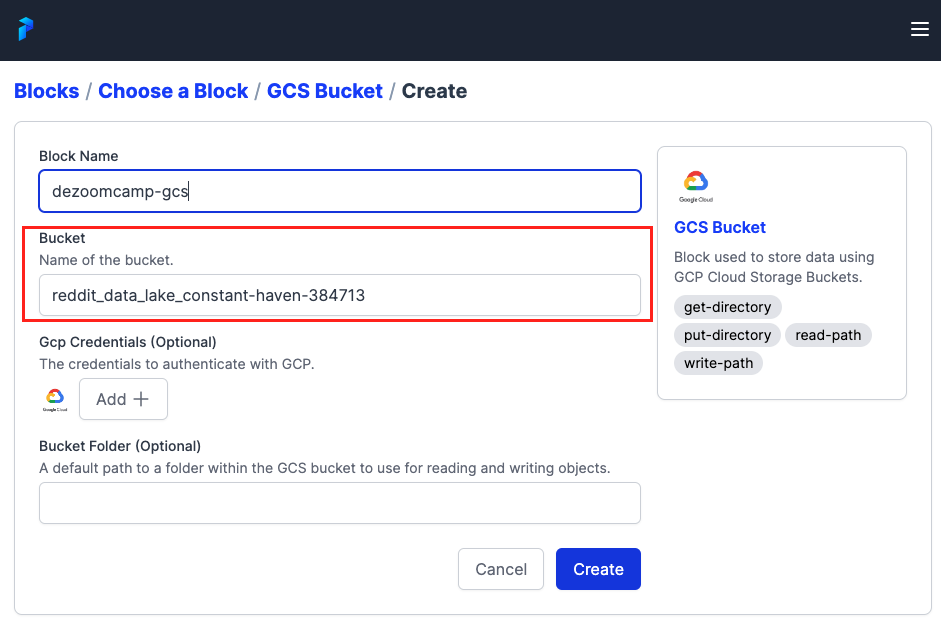 Blocks / Choose a Block / GCS Bucket / Create
Block Name
dezoomcamp-gcs
Bucket
Name of the bucket.
reddit_data_lake_constant-haven-384713
Gcp Credentials (Optional)
The credentials to authenticate with GCP.
Google Cloud
Add
Bucket Folder (Optional)
A default path to a folder within the GCS bucket to use for reading and writing objects.
Cancel
Create
Google Cloud
GCS Bucket
Block used to store data using
GCP Cloud Storage Buckets.
get-directory
put-directory read-path
write-path